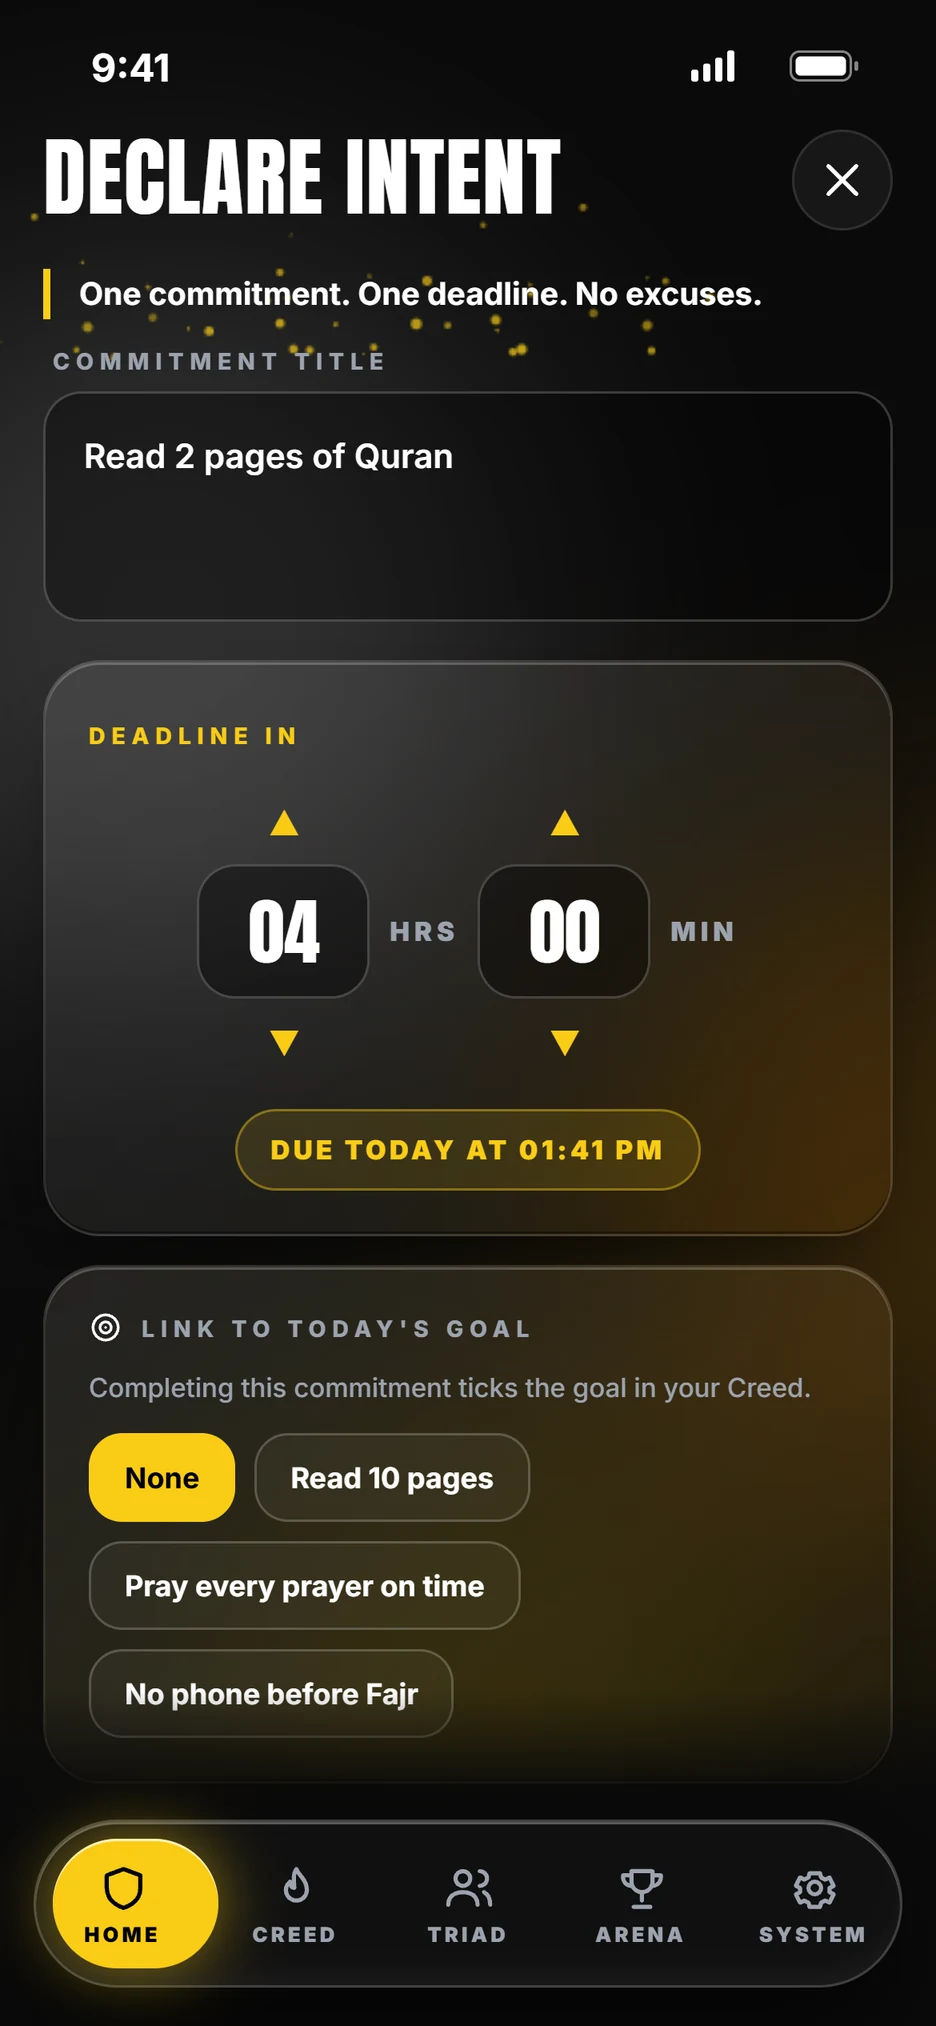 9:41
DECLARE INTENT
One commitment. One deadline. No excuses.
COMMITMENT TITLE
Read 2 pages of Quran
DEADLINE IN
04 HRS 00 MIN
DUE TODAY AT 01:41 PM
LINK TO TODAY'S GOAL
Completing this commitment ticks the goal in your Creed.
None Read 10 pages
Pray every prayer on time
No phone before Fajr
HOME CREED TRIAD ARENA SYSTEM